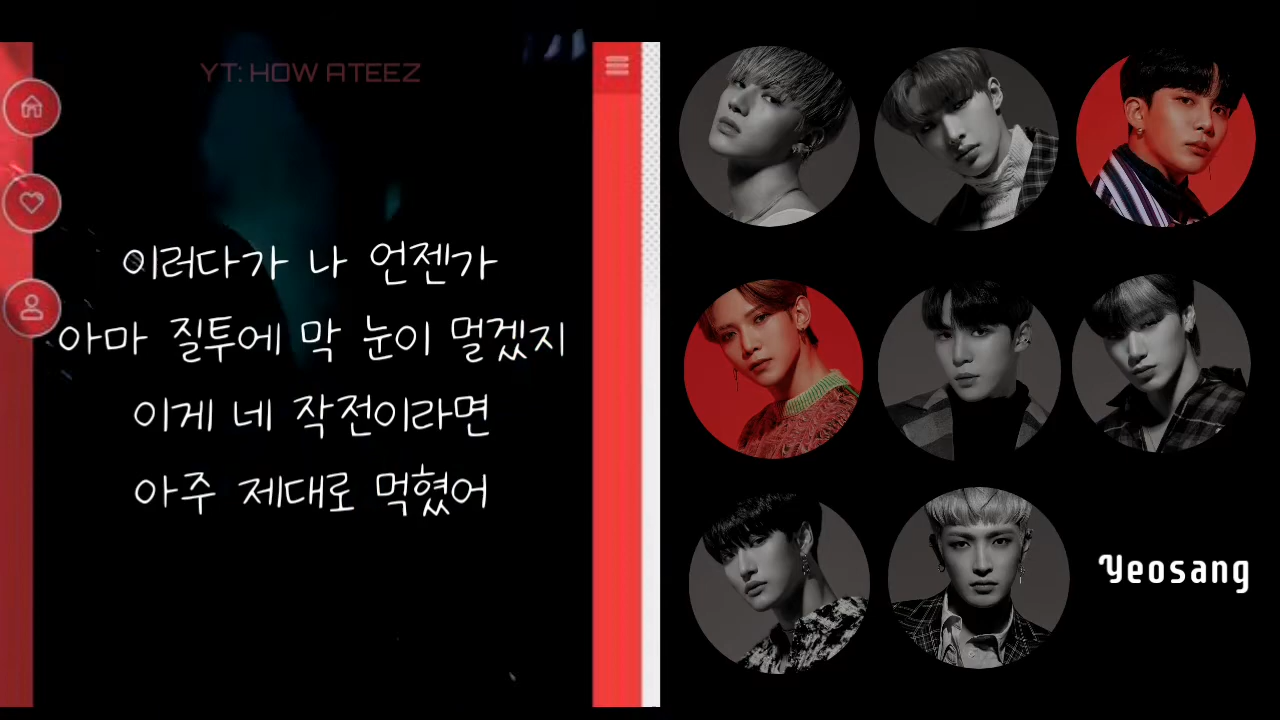 YT: HOW ATEEZ
이러다가 나 언젠가
아마 질투에 막 눈이 멀겠지
이게 네 작전이라면
아주 제대로 먹혔어
Yeosang